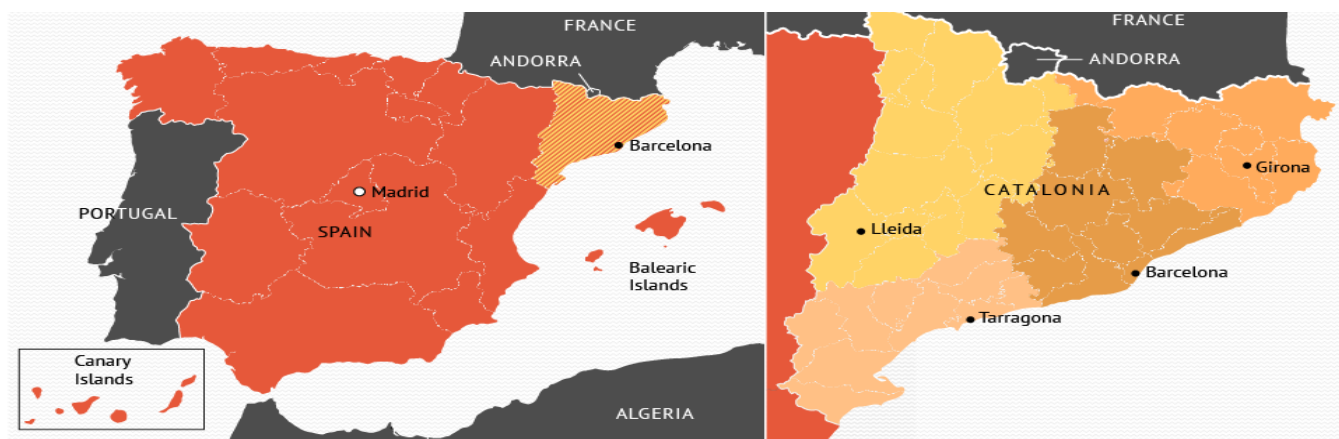 FRANCE
ANDORRA
Barcelona
Madrid
PORTUGAL
SPAIN
Balearic
Islands
Canary
Islands
ALGERIA
FRANCE
ANDORRA
Girona
CATALONIA
Lleida
Barcelona
Tarragona